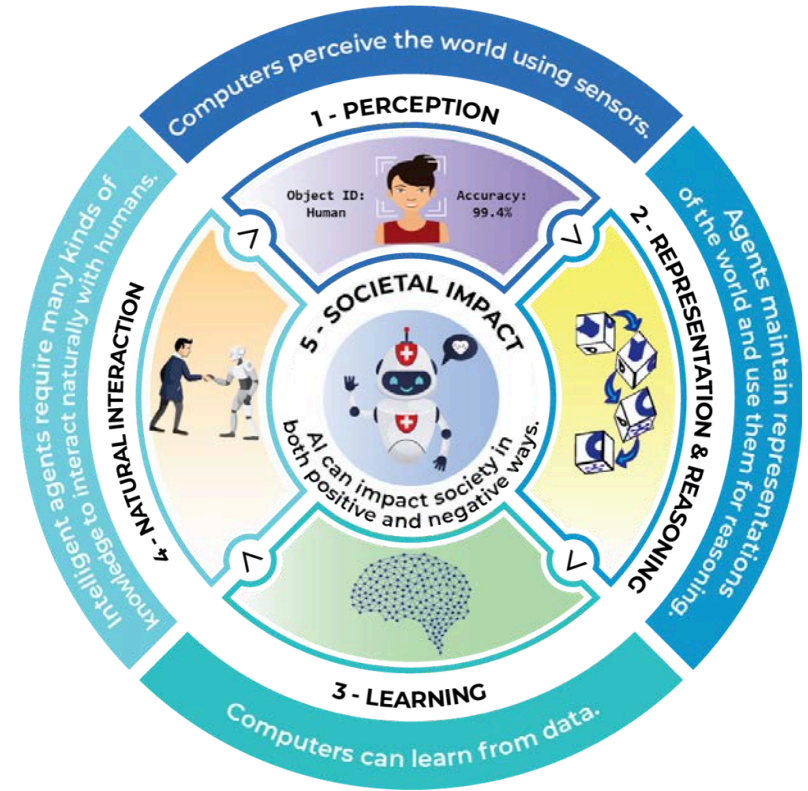 Computers perceive the world using sensors.
1 - PERCEPTION
Object ID:
Human
Accuracy:
99.4%
2 - REPRESENTATION & REASONING
Agents maintain representations
of the world and use them for reasoning.
3 - LEARNING
Computers can learn from data.
4 - NATURAL INTERACTION
Intelligent agents require many kinds of
knowledge to interact naturally with humans.
5 - SOCIETAL IMPACT
AI can impact society in
both positive and negative ways.